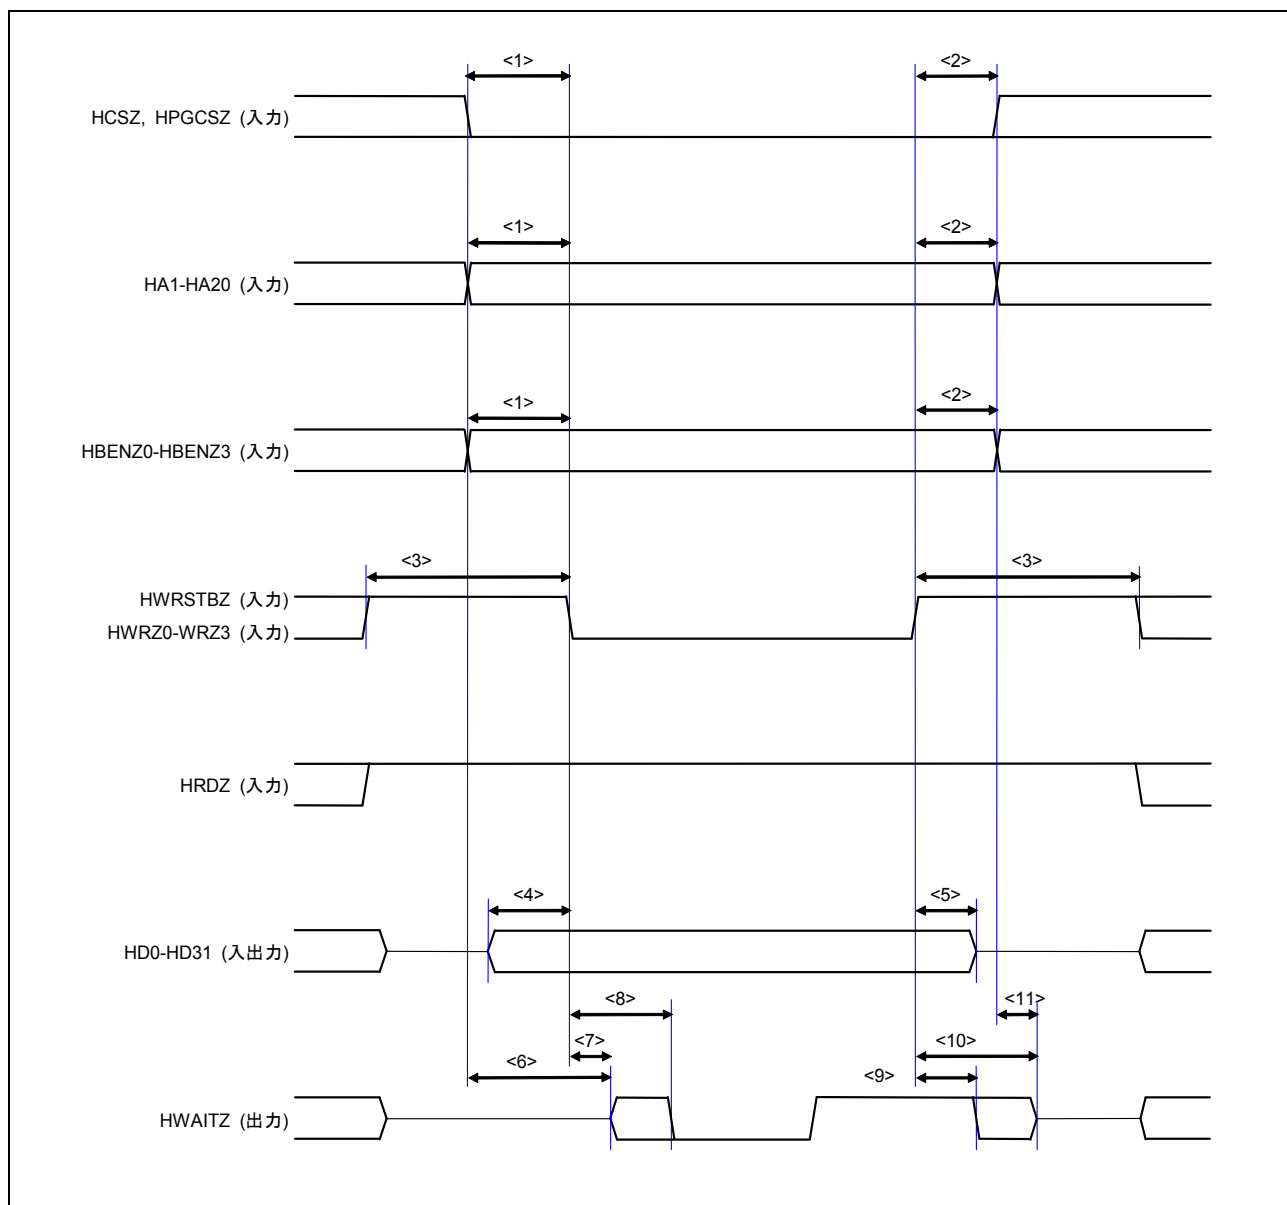 <1> <2>
HCSZ, HPGCSZ (入力)
<1> <2>
HA1-HA20 (入力)
<1> <2>
HBENZ0-HBENZ3 (入力)
<3> <3>
HWRSTBZ (入力)
HWRZ0-WRZ3 (入力)
HRDZ (入力)
<4> <5>
HD0-HD31 (入出力)
<8> <11>
<7> <10>
<6> <9>
HWAITZ (出力)